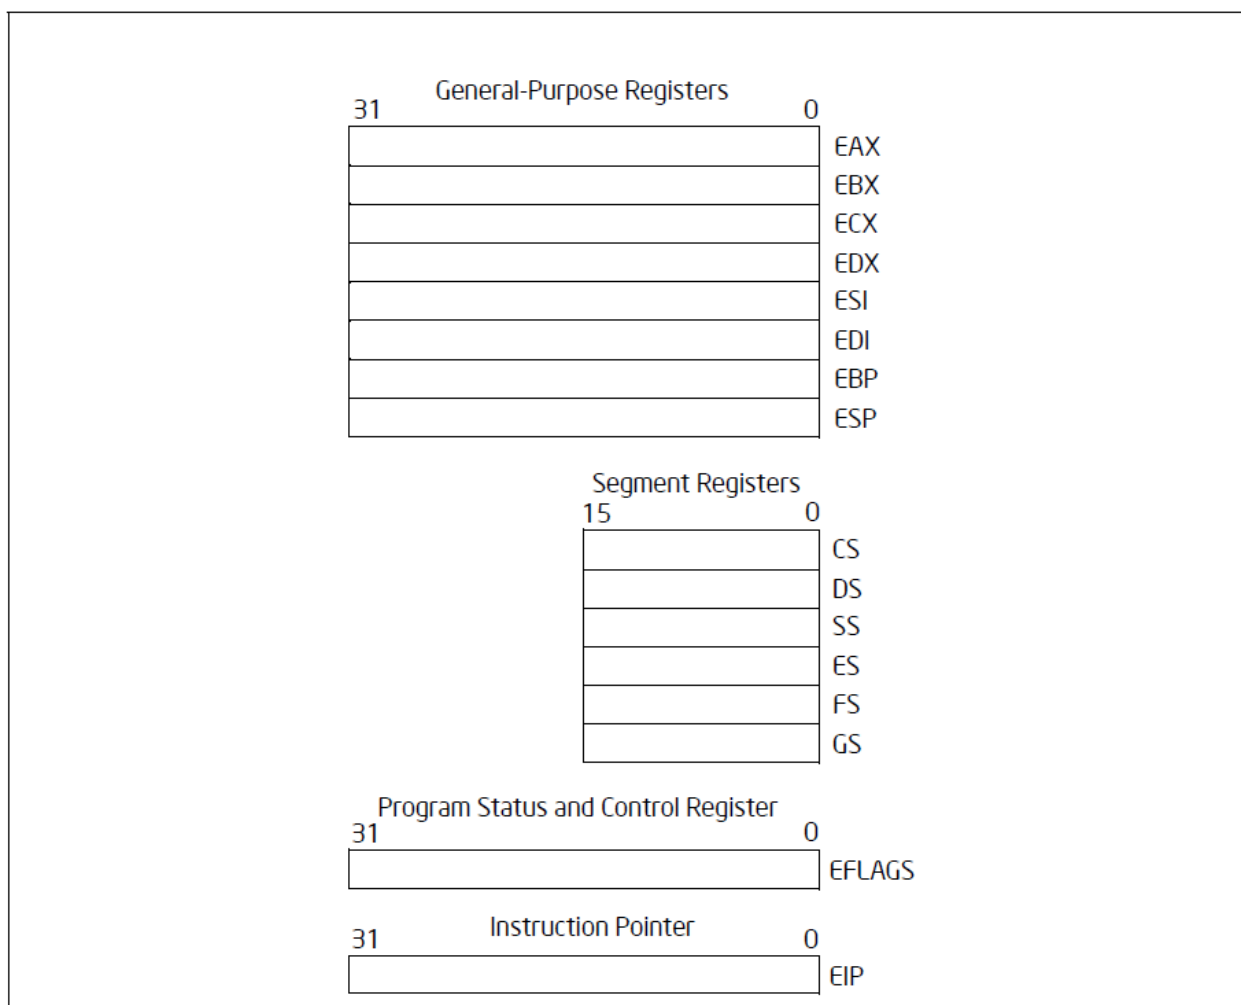 General-Purpose Registers
31 0
EAX
EBX
ECX
EDX
ESI
EDI
EBP
ESP
Segment Registers
15 0
CS
DS
SS
ES
FS
GS
Program Status and Control Register
31 0
EFLAGS
Instruction Pointer
31 0
EIP